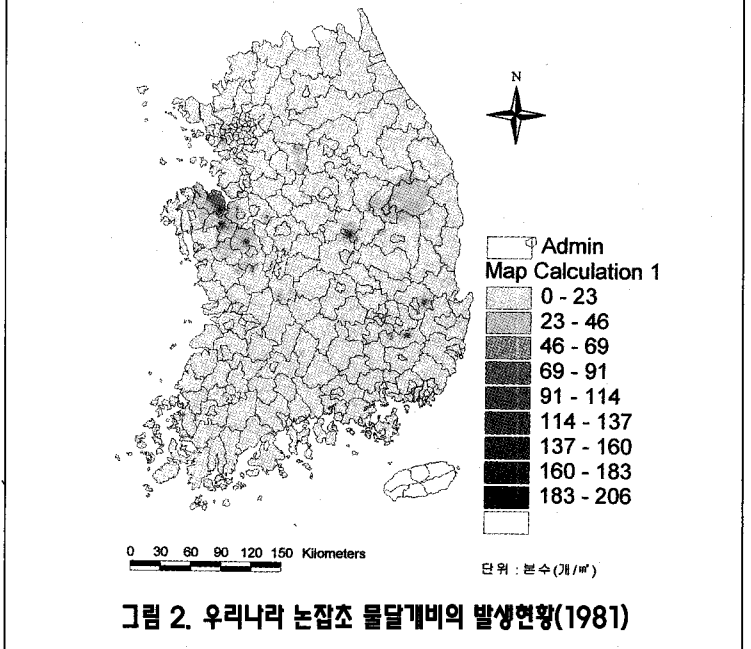 N
Admin
Map Calculation 1
0 - 23
23 - 46
46 - 69
69 - 91
91 - 114
114 - 137
137 - 160
160 - 183
183 - 206
0 30 60 90 120 150 Kilometers
단위 : 본수(개/㎡)
그림 2. 우리나라 논잡초 물달개비의 발생현황(1981)